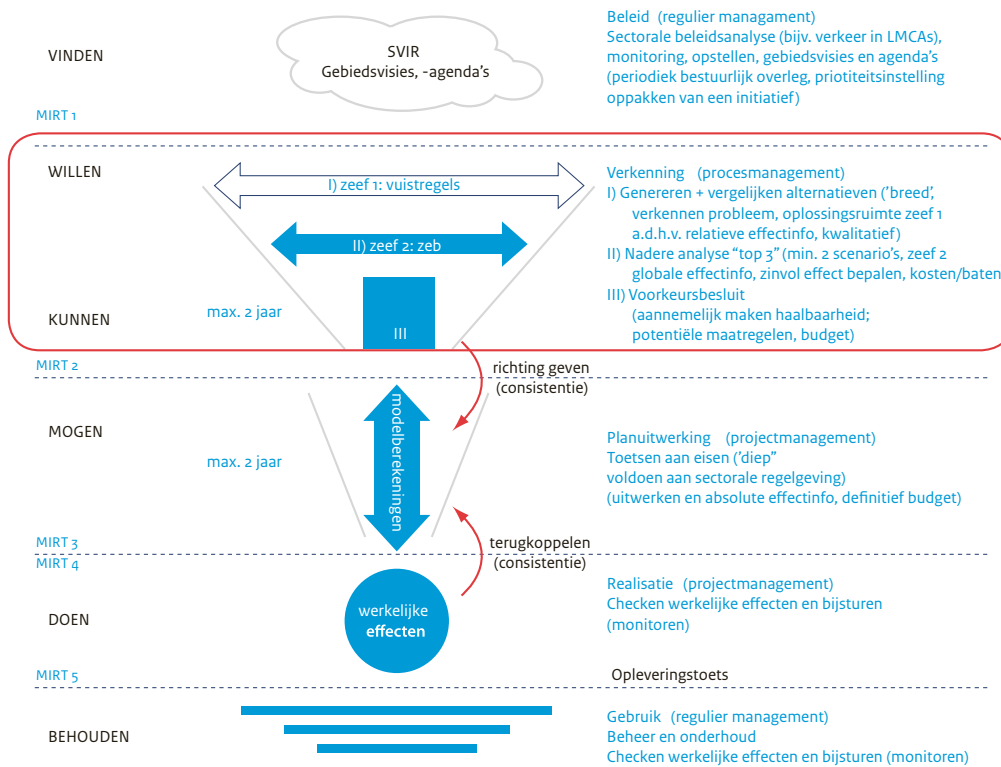 VINDEN
SVIR
Gebiedsvisies, -agenda's
Beleid (regulier managament)
Sectorale beleidsanalyse (bijv. verkeer in LMCAs),
monitoring, opstellen, gebiedsvisies en agenda's
(periodiek bestuurlijk overleg, priotiteitsinstelling
oppakken van een initiatief)
MIRT 1
WILLEN
I) zeef 1: vuistregels
II) zeef 2: zeb
max. 2 jaar
III
KUNNEN
Verkenning (procesmanagement)
I) Genereren + vergelijken alternatieven ('breed',
verkennen probleem, oplossingsruimte zeef 1
a.d.h.v. relatieve effectinfo, kwalitatief)
II) Nadere analyse "top 3" (min. 2 scenario's, zeef 2
globale effectinfo, zinvol effect bepalen, kosten/baten
III) Voorkeursbesluit
(aannemelijk maken haalbaarheid;
potentiële maatregelen, budget)
MIRT 2
richting geven
(consistentie)
MOGEN
max. 2 jaar
modelberekeningen
Planuitwerking (projectmanagement)
Toetsen aan eisen ('diep"
voldoen aan sectorale regelgeving)
(uitwerken en absolute effectinfo, definitief budget)
MIRT 3
MIRT 4
terugkoppelen
(consistentie)
DOEN
werkelijke
effecten
Realisatie (projectmanagement)
Checken werkelijke effecten en bijsturen
(monitoren)
MIRT 5
Opleveringstoets
BEHOUDEN
Gebruik (regulier management)
Beheer en onderhoud
Checken werkelijke effecten en bijsturen (monitoren)